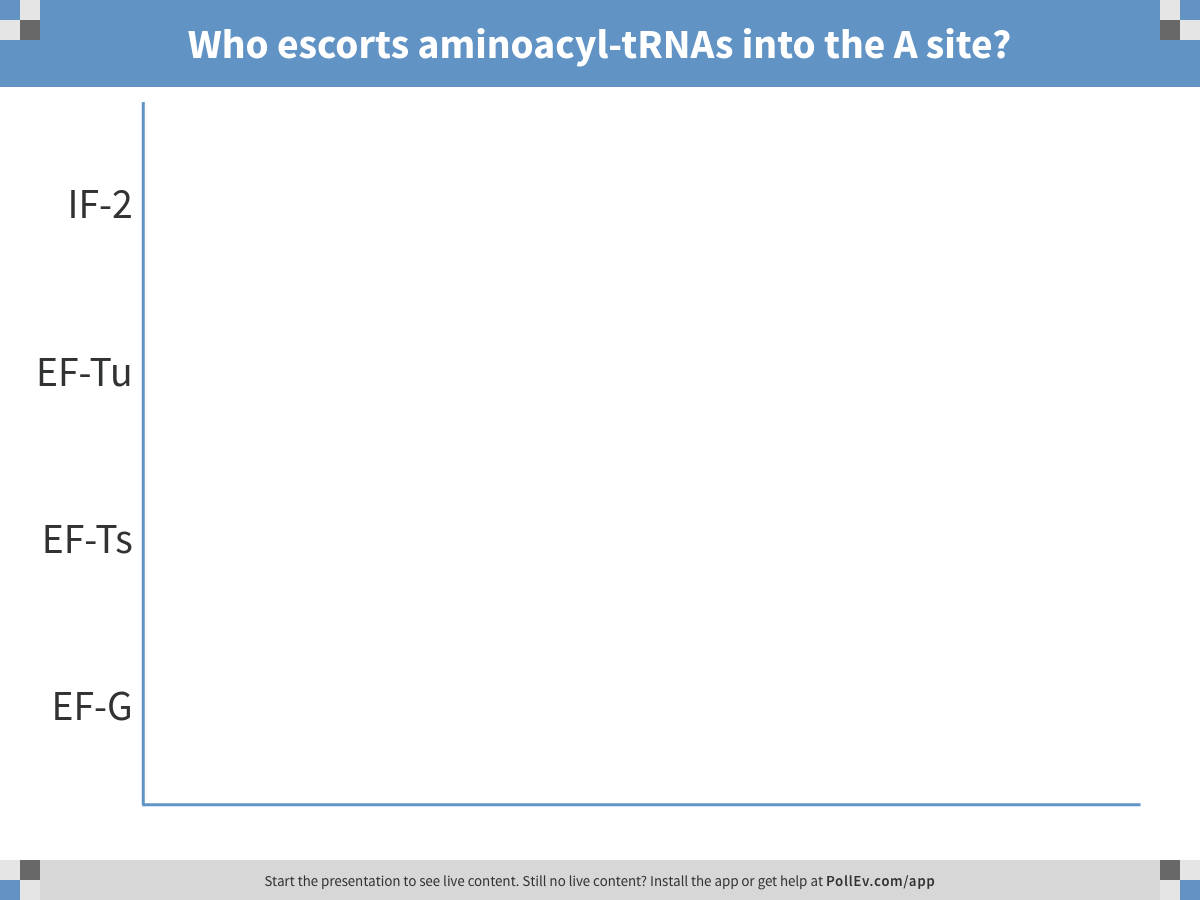 Who escorts aminoacyl-tRNAs into the A site?
IF-2
EF-Tu
EF-Ts
EF-G
Start the presentation to see live content. Still no live content? Install the app or get help at PollEv.com/app